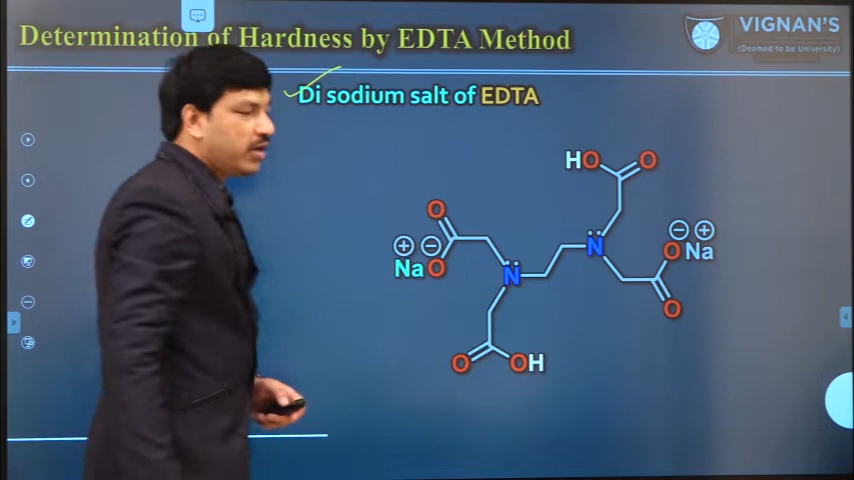 Determination of Hardness by EDTA Method
VIGNAN'S
(Deemed to be University)
Di sodium salt of EDTA
HO O
O
⊕ ⊖
NaO
N
N
⊖ ⊕
O Na
O
O OH